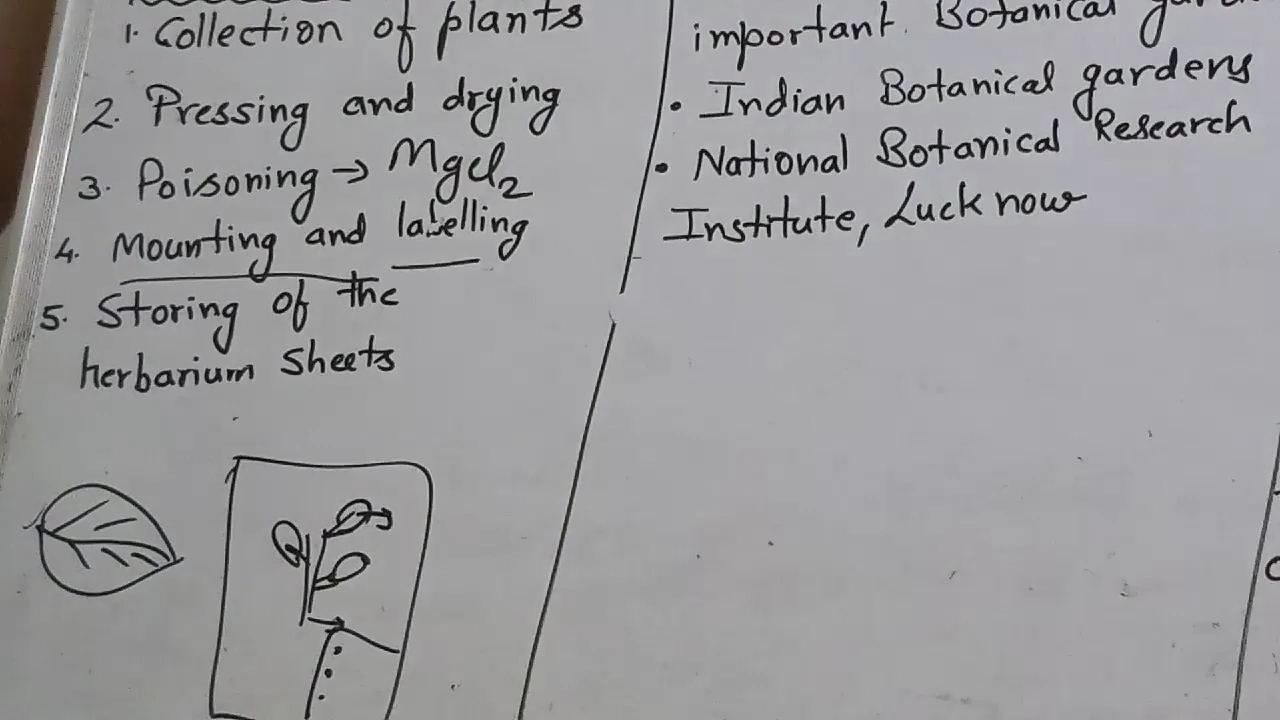 1. Collection of plants
2. Pressing and drying
3. Poisoning → MgCl2
4. Mounting and labelling
5. Storing of the
herbarium Sheets
important Botanical
• Indian Botanical gardens
• National Botanical Research
Institute, Lucknow